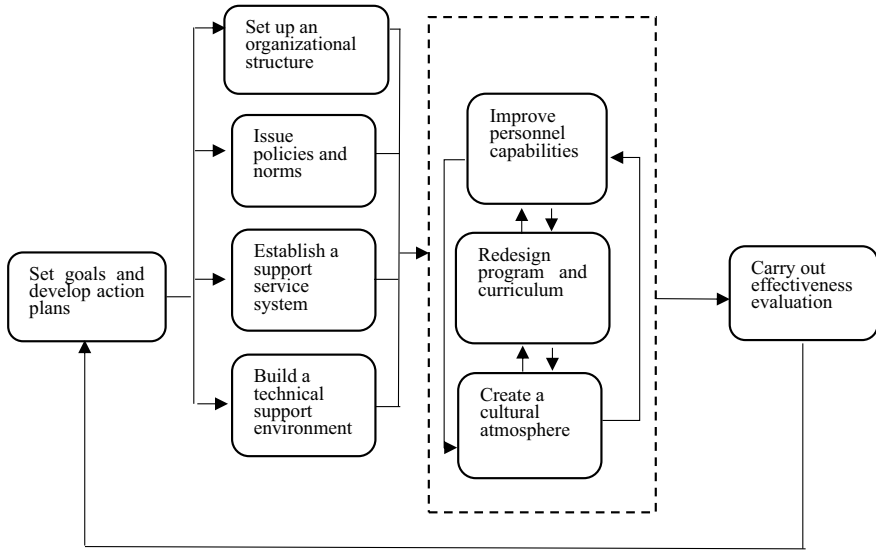 Set up an
organizational
structure
Issue
policies and
norms
Establish a
support
service
system
Build a
technical
support
environment
Set goals and
develop action
plans
Improve
personnel
capabilities
Redesign
program and
curriculum
Create a
cultural
atmosphere
Carry out
effectiveness
evaluation